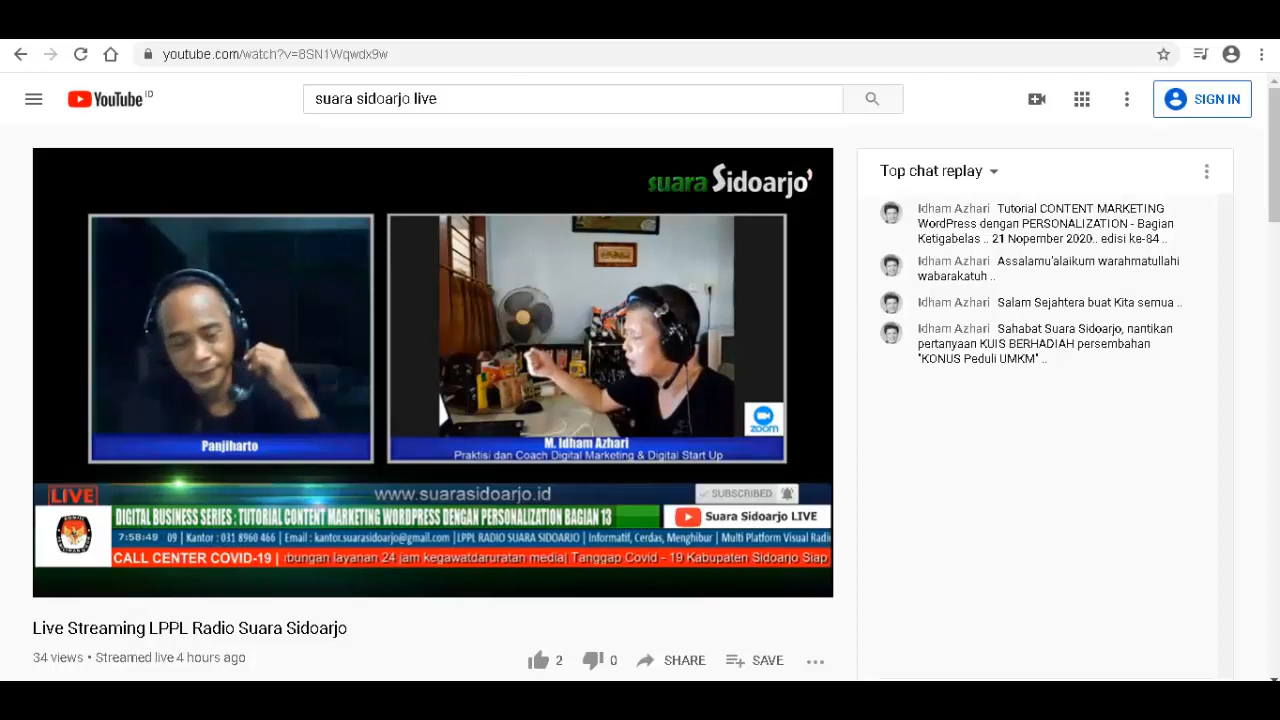 youtube.com/watch?v=8SN1Wqwdx9w
YouTube ID
suara sidoarjo live
SIGN IN
suara Sidoarjo
Panjiharto
zoom
M. Idham Azhari
Praktisi dan Coach Digital Marketing & Digital Start Up
LIVE
www.suarasidoarjo.id
SUBSCRIBED
DIGITAL BUSINESS SERIES : TUTORIAL CONTENT MARKETING WORDPRESS DENGAN PERSONALIZATION BAGIAN 13
Suara Sidoarjo LIVE
7:58:49 09 | Kantor : 031 8960 466 | Email : kantor.suarasidoarjo@gmail.com |LPPL RADIO SUARA SIDOARJO | Informatif, Cerdas, Menghibur | Multi Platform Visual Radi
CALL CENTER COVID-19 | bungan layanan 24 jam kegawatdaruratan media| Tanggap Covid - 19 Kabupaten Sidoarjo Siap
Live Streaming LPPL Radio Suara Sidoarjo
34 views • Streamed live 4 hours ago
2
0
SHARE
SAVE
Top chat replay
Idham Azhari Tutorial CONTENT MARKETING
WordPress dengan PERSONALIZATION - Bagian
Ketigabelas .. 21 Nopember 2020.. edisi ke-84 ..
Idham Azhari Assalamu'alaikum warahmatullahi
wabarakatuh ..
Idham Azhari Salam Sejahtera buat Kita semua ..
Idham Azhari Sahabat Suara Sidoarjo, nantikan
pertanyaan KUIS BERHADIAH persembahan
"KONUS Peduli UMKM" ..